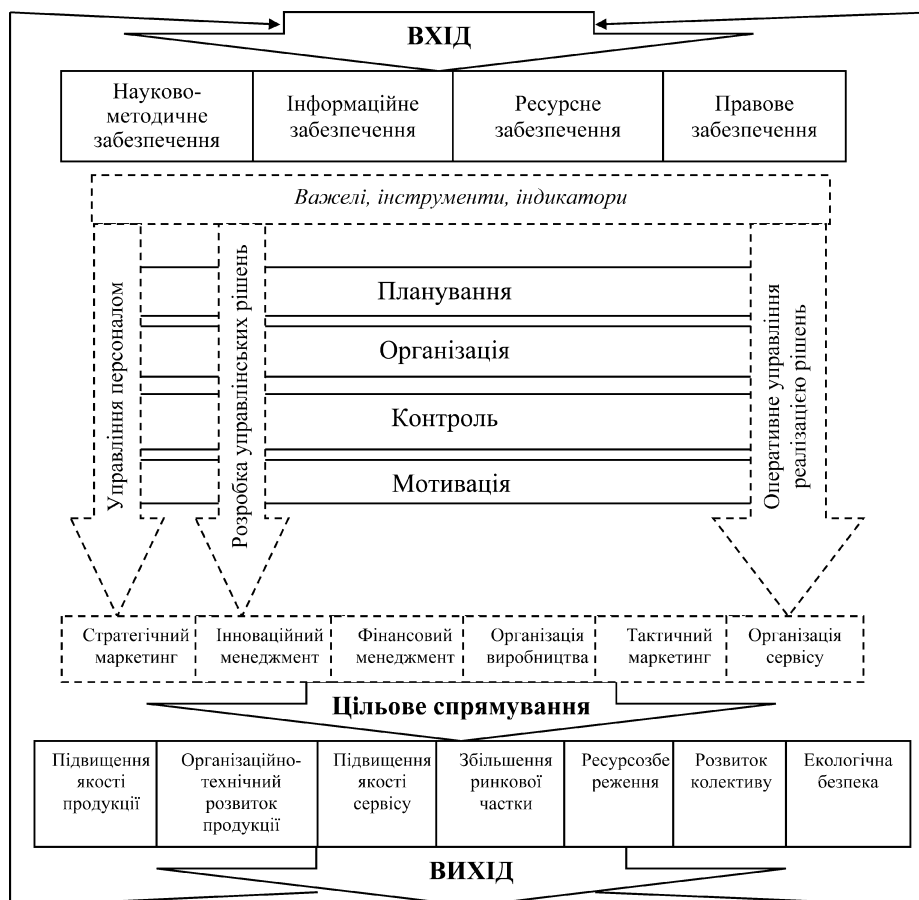 ВХІД
Науково-
методичне
забезпечення
Інформаційне
забезпечення
Ресурсне
забезпечення
Правове
забезпечення
Важелі, інструменти, індикатори
Управління персоналом
Розробка управлінських рішень
Планування
Організація
Контроль
Мотивація
Оперативне управління
реалізацією рішень
Стратегічний
маркетинг
Інноваційний
менеджмент
Фінансовий
менеджмент
Організація
виробництва
Тактичний
маркетинг
Організація
сервісу
Цільове спрямування
Підвищення
якості
продукції
Організаційно-
технічний
розвиток
продукції
Підвищення
якості
сервісу
Збільшення
ринкової
частки
Ресурсозбе
реження
Розвиток
колективу
Екологічна
безпека
ВИХІД